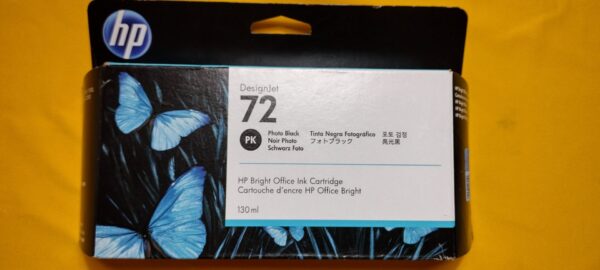 hp
DesignJet
72
PK
Photo Black
Noir Photo
Schwarz Foto
Tinta Negra Fotográfico
フォトブラック
포토 검정
亮光黑
HP Bright Office Ink Cartridge
Cartouche d'encre HP Office Bright
130 ml